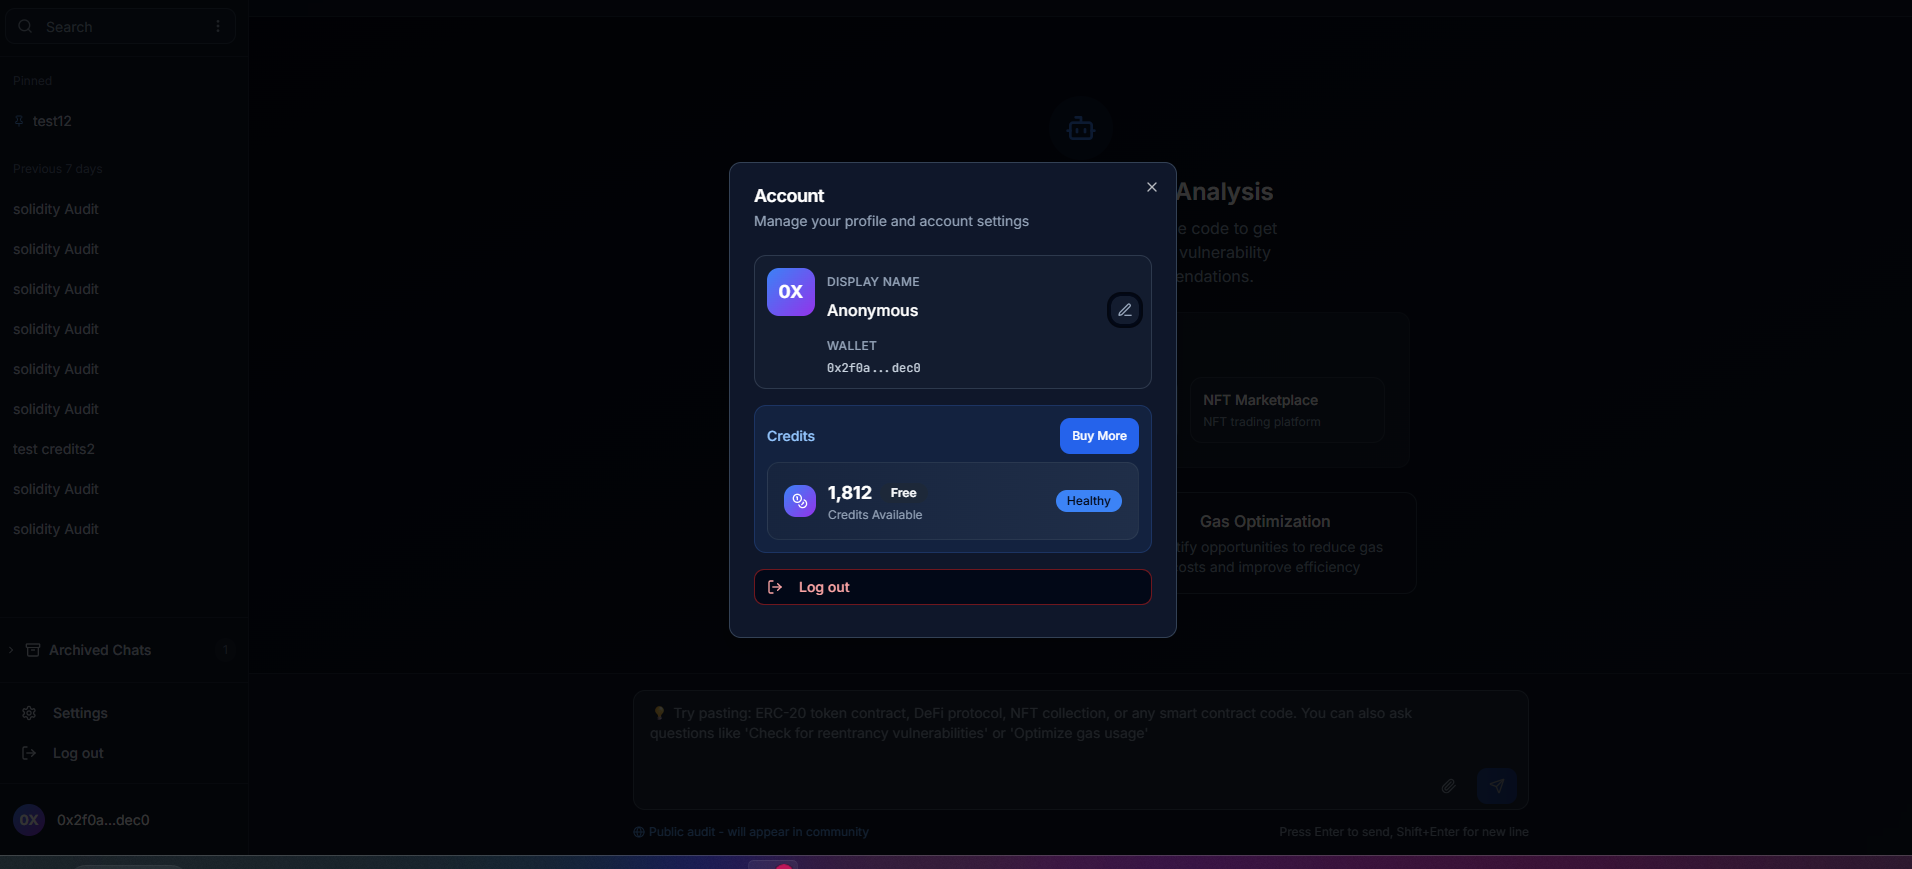 Search
Pinned
test12
Previous 7 days
solidity Audit
solidity Audit
solidity Audit
solidity Audit
solidity Audit
solidity Audit
test credits2
solidity Audit
solidity Audit
Archived Chats
1
Settings
Log out
0X
0x2f0a...dec0
Analysis
e code to get
vulnerability
endations.
NFT Marketplace
NFT trading platform
Gas Optimization
tify opportunities to reduce gas
osts and improve efficiency
Account
Manage your profile and account settings
0X
DISPLAY NAME
Anonymous
WALLET
0x2f0a...dec0
Credits
Buy More
1,812 Free
Credits Available
Healthy
Log out
Try pasting: ERC-20 token contract, DeFi protocol, NFT collection, or any smart contract code. You can also ask
questions like 'Check for reentrancy vulnerabilities' or 'Optimize gas usage'
Public audit - will appear in community
Press Enter to send, Shift+Enter for new line